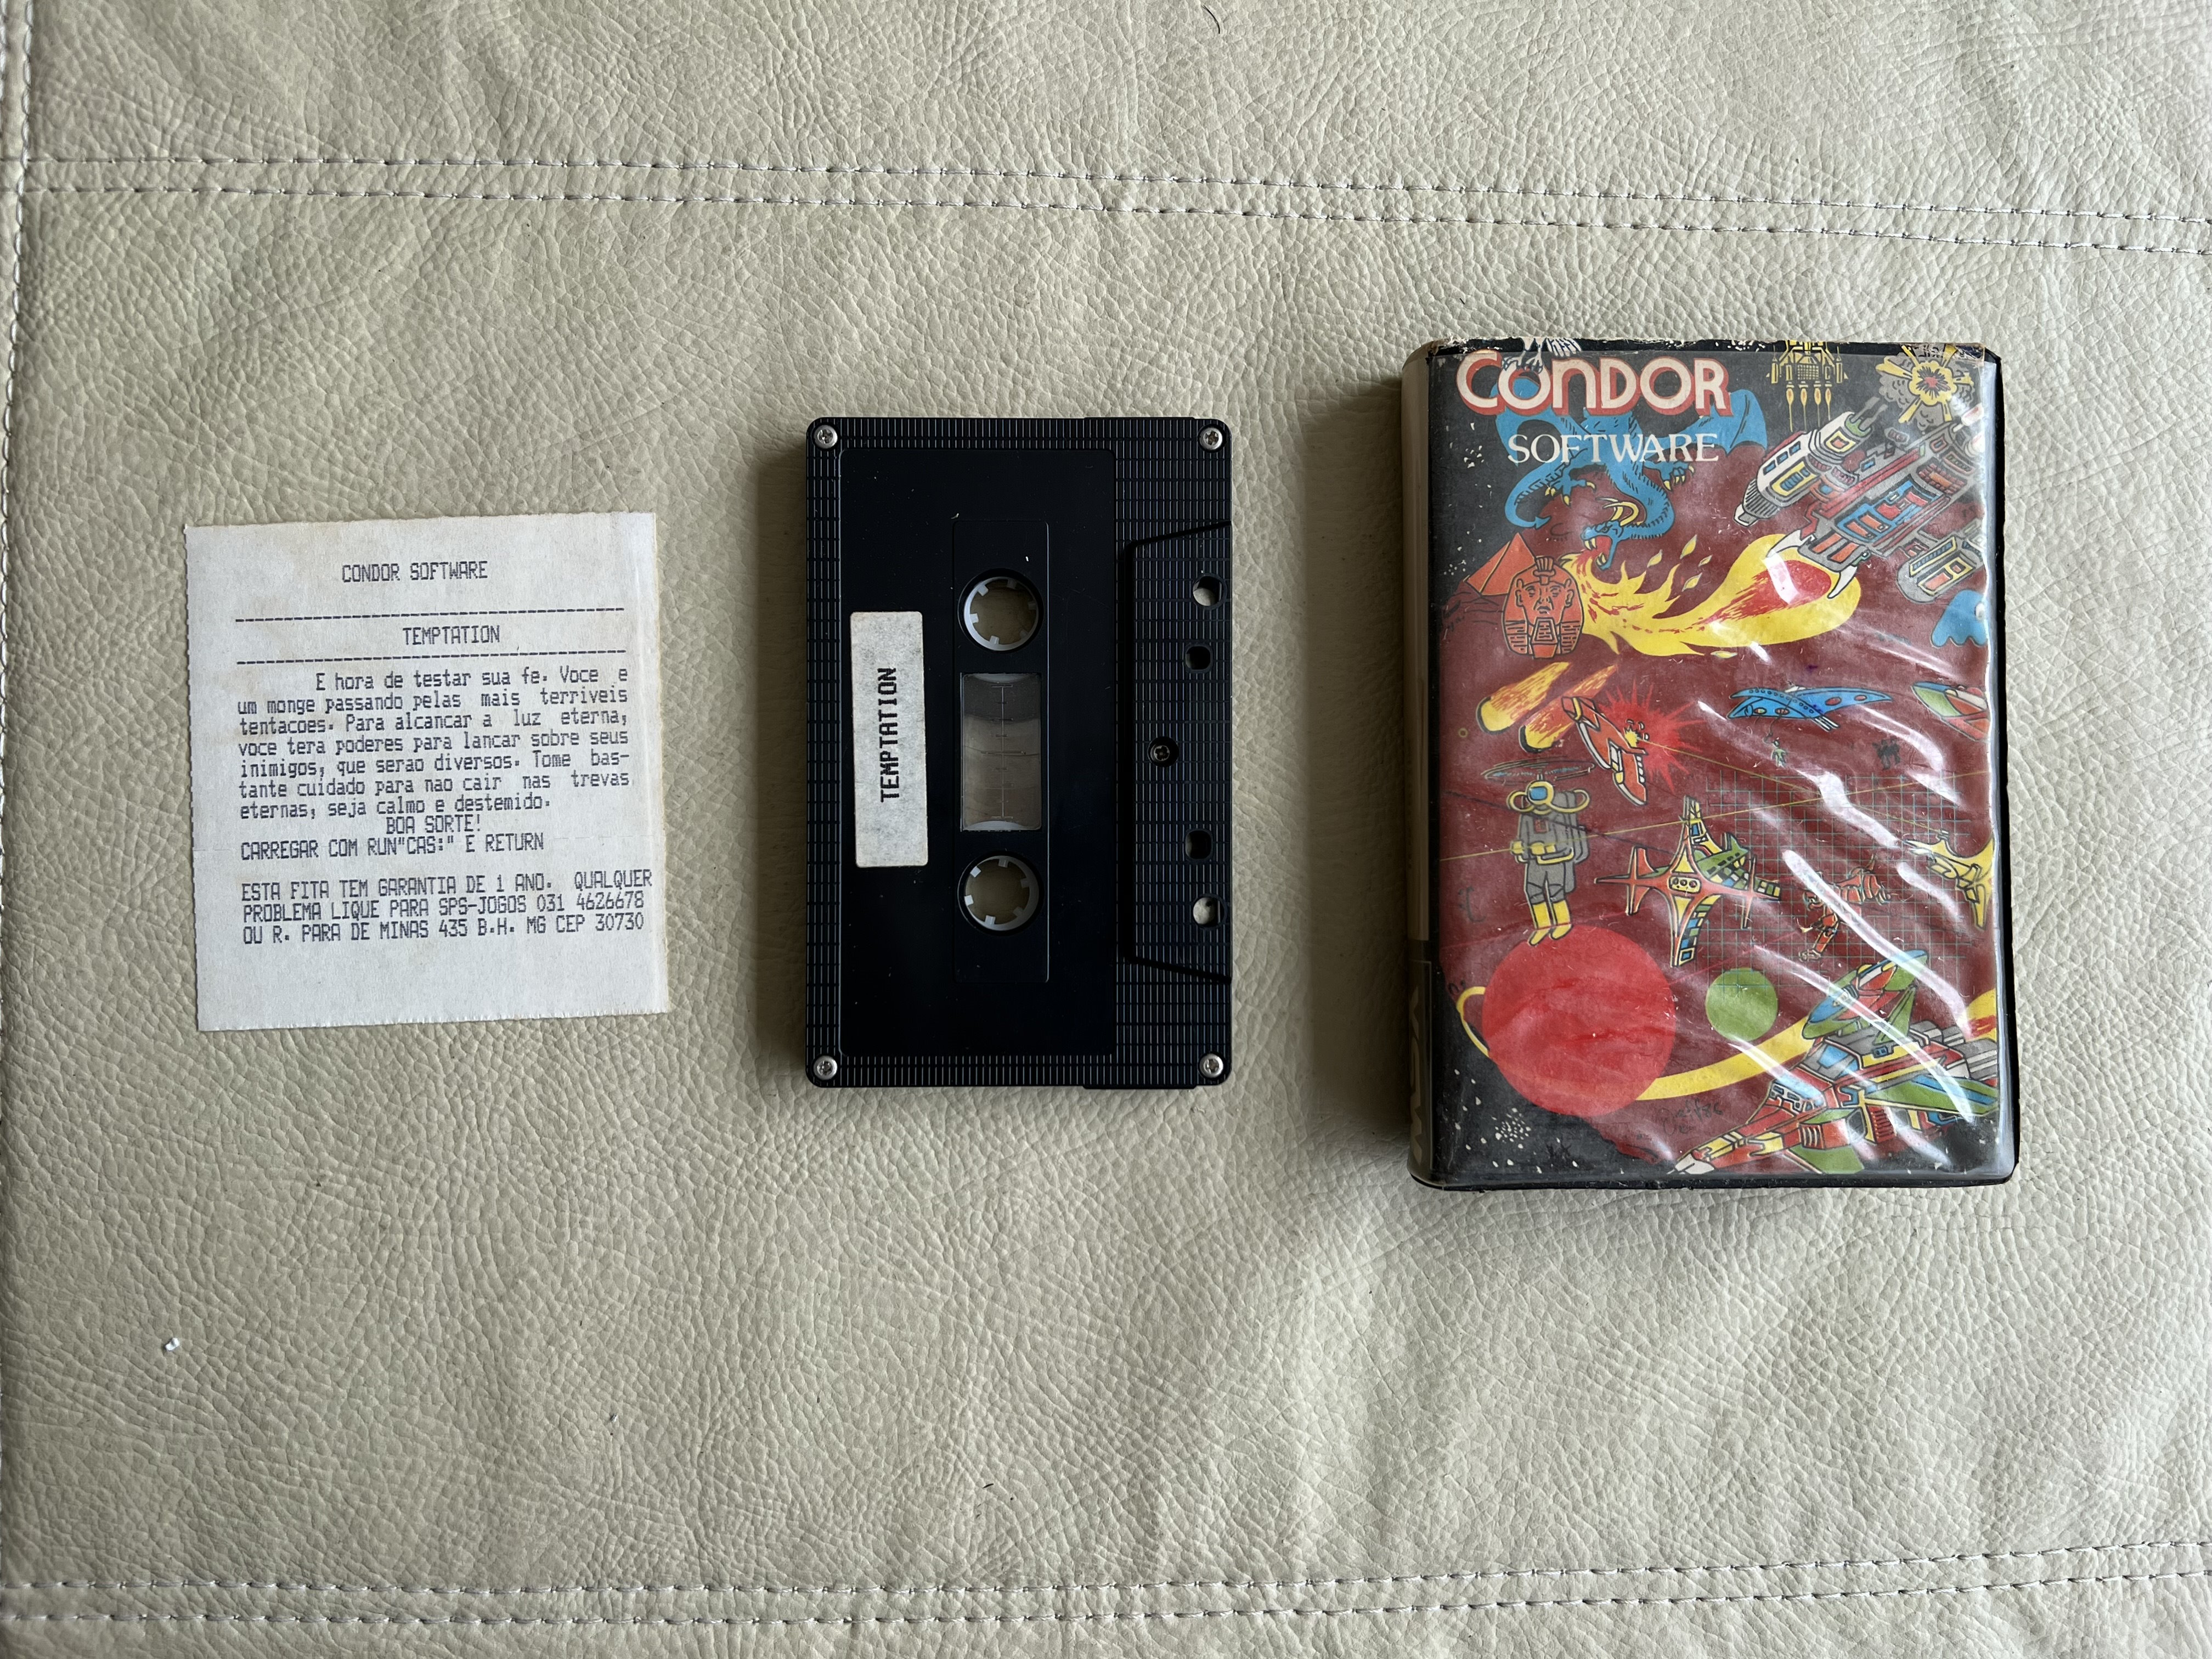 CONDOR SOFTWARE
TEMPTATION
E hora de testar sua fe. Voce e
um monge passando pelas mais terriveis
tentacoes. Para alcancar a luz eterna,
voce tera poderes para lancar sobre seus
inimigos, que serao diversos. Tome bas-
tante cuidado para nao cair nas trevas
eternas, seja calmo e destemido.
BOA SORTE!
CARREGAR COM RUN"CAS:" E RETURN
ESTA FITA TEM GARANTIA DE 1 ANO. QUALQUER
PROBLEMA LIQUE PARA SPS-JOGOS 031 4626678
OU R. PARA DE MINAS 435 B.H. MG CEP 30730
TEMPTATION
CONDOR
SOFTWARE